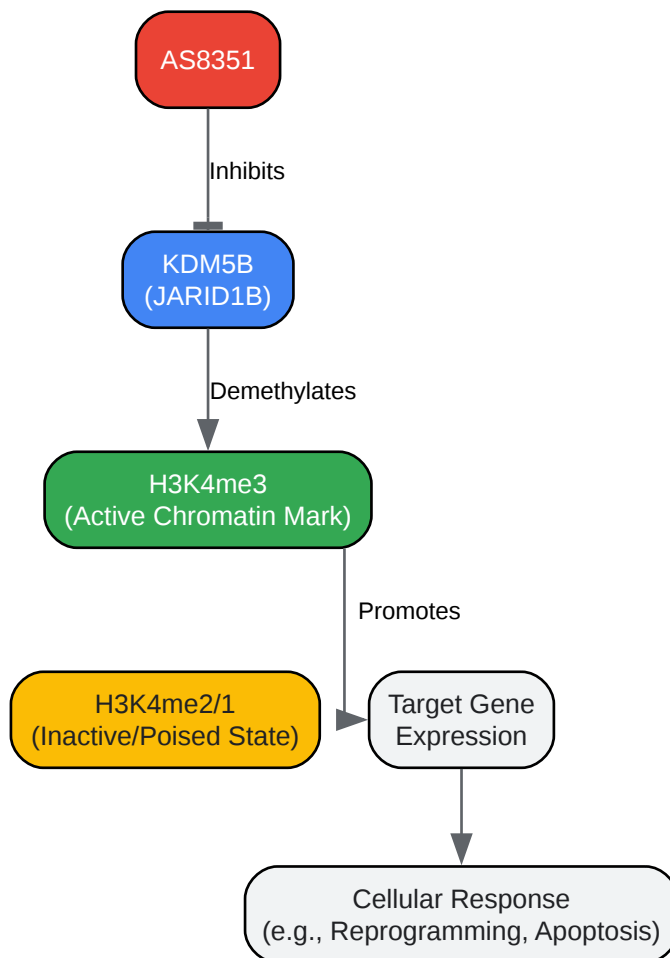 AS8351
Inhibits
KDM5B
(JARID1B)
Demethylates
H3K4me3
(Active Chromatin Mark)
Promotes
H3K4me2/1
(Inactive/Poised State)
Target Gene
Expression
Cellular Response
(e.g., Reprogramming, Apoptosis)